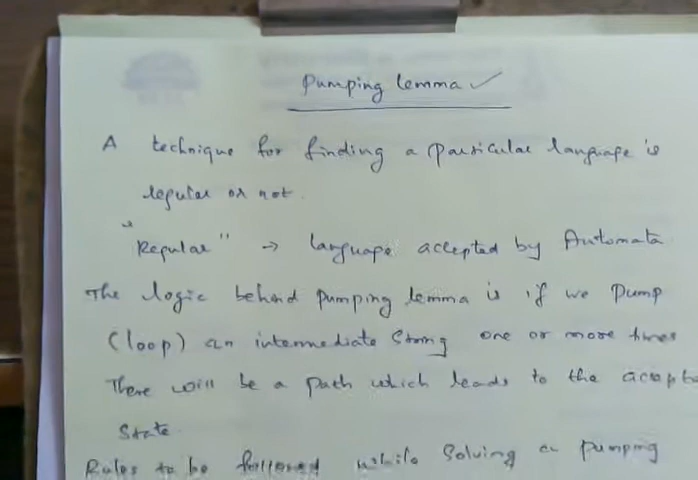 Pumping lemma ✓
A technique for finding a particular language is
regular or not.
"Regular" → language accepted by Automata
The logic behind pumping lemma is if we pump
(loop) an intermediate string one or more times
There will be a path which leads to the accepta
state
Rules to be followed while solving a pumping